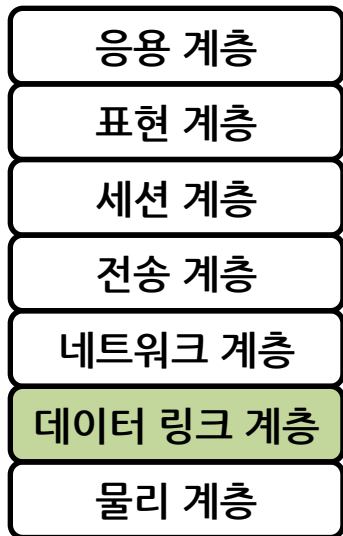 응용 계층
표현 계층
세션 계층
전송 계층
네트워크 계층
데이터 링크 계층
물리 계층